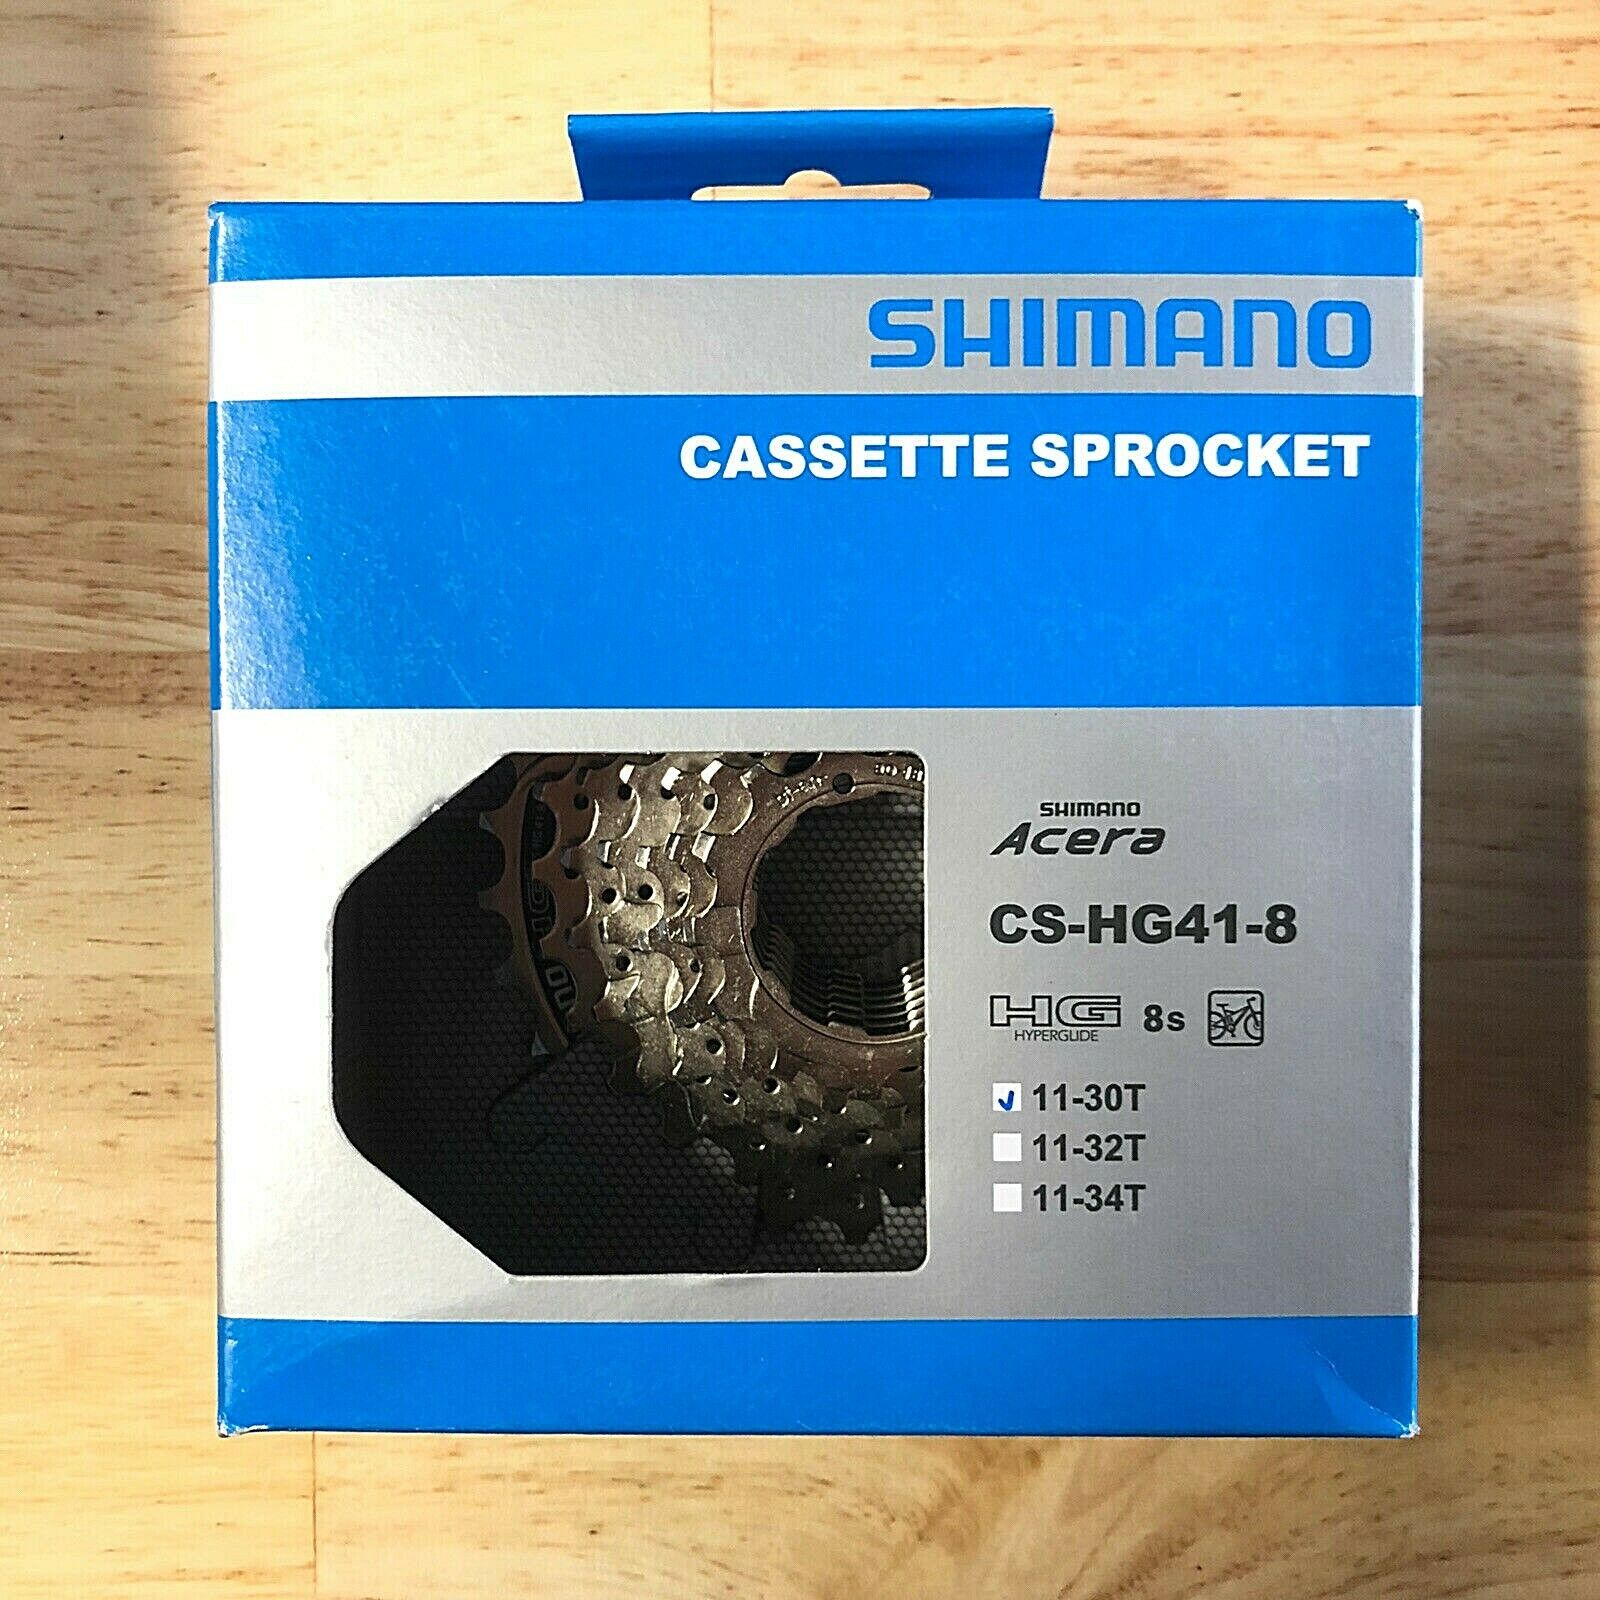 SHIMANO
CASSETTE SPROCKET
SHIMANO
Acera
CS-HG41-8
HG 8s
HYPERGLIDE
11-30T
11-32T
11-34T